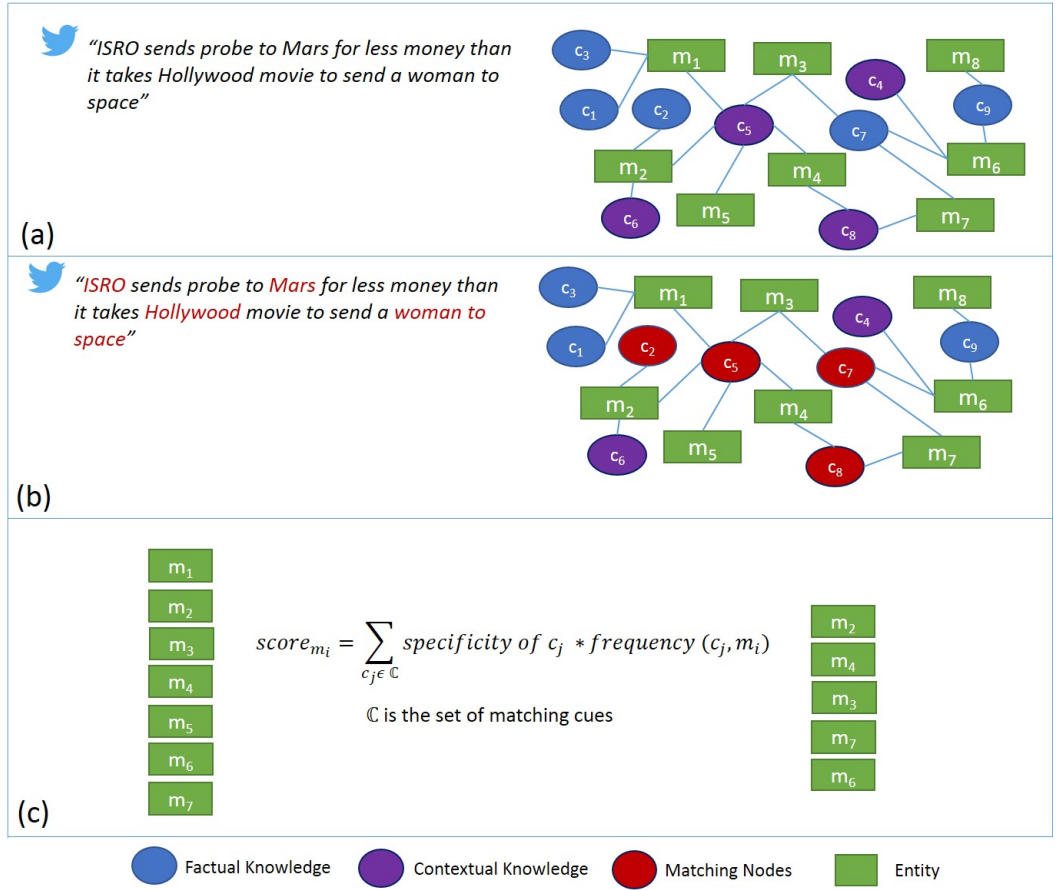 “ISRO sends probe to Mars for less money than
it takes Hollywood movie to send a woman to
space”
c3
m1
m3
c4
m8
c1
c2
c5
c7
c9
m2
m4
m6
c6
m5
c8
m7
(a)
“ISRO sends probe to Mars for less money than
it takes Hollywood movie to send a woman to
space”
c3
m1
m3
c4
m8
c1
c2
c5
c7
c9
m2
m4
m6
c6
m5
c8
m7
(b)
m1
m2
m3
m4
m5
m6
m7
score_mi = ∑ cj ϵ ℂ specificity of cj * frequency (cj, mi)
ℂ is the set of matching cues
m2
m4
m3
m7
m6
(c)
Factual Knowledge
Contextual Knowledge
Matching Nodes
Entity